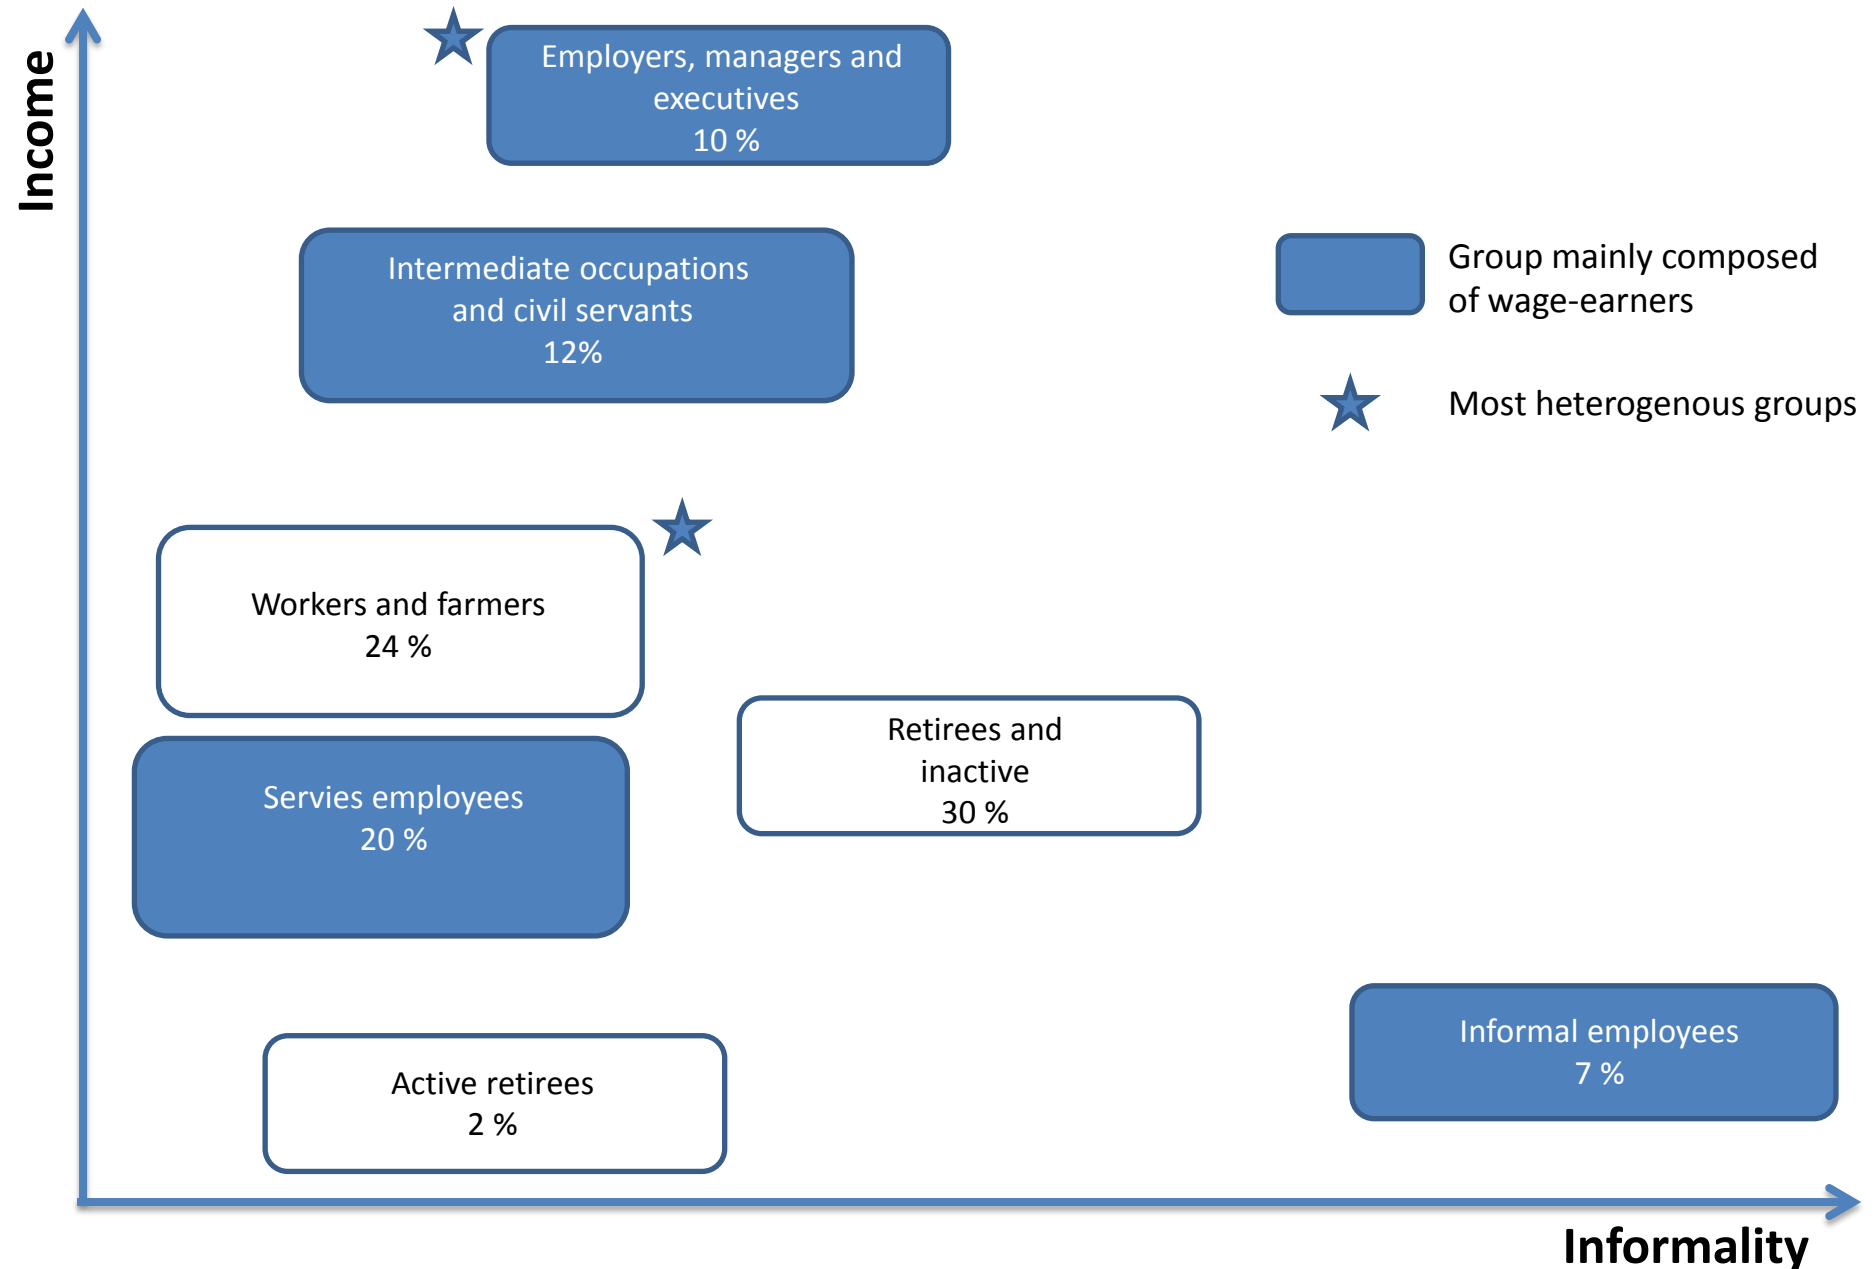 Income
Employers, managers and
executives
10 %
Intermediate occupations
and civil servants
12%
Group mainly composed
of wage-earners
Most heterogenous groups
Workers and farmers
24 %
Retirees and
inactive
30 %
Servies employees
20 %
Informal employees
7 %
Active retirees
2 %
Informality